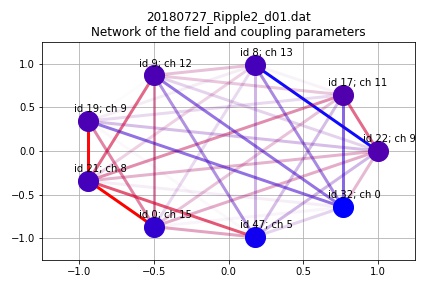 20180727_Ripple2_d01.dat
Network of the field and coupling parameters
id 9; ch 12
id 8; ch 13
id 17; ch 11
id 19; ch 9
id 22; ch 9
id 21; ch 8
id 32; ch 0
id 0; ch 15
id 47; ch 5
1.0
0.5
0.0
−0.5
−1.0
−1.0
−0.5
0.0
0.5
1.0